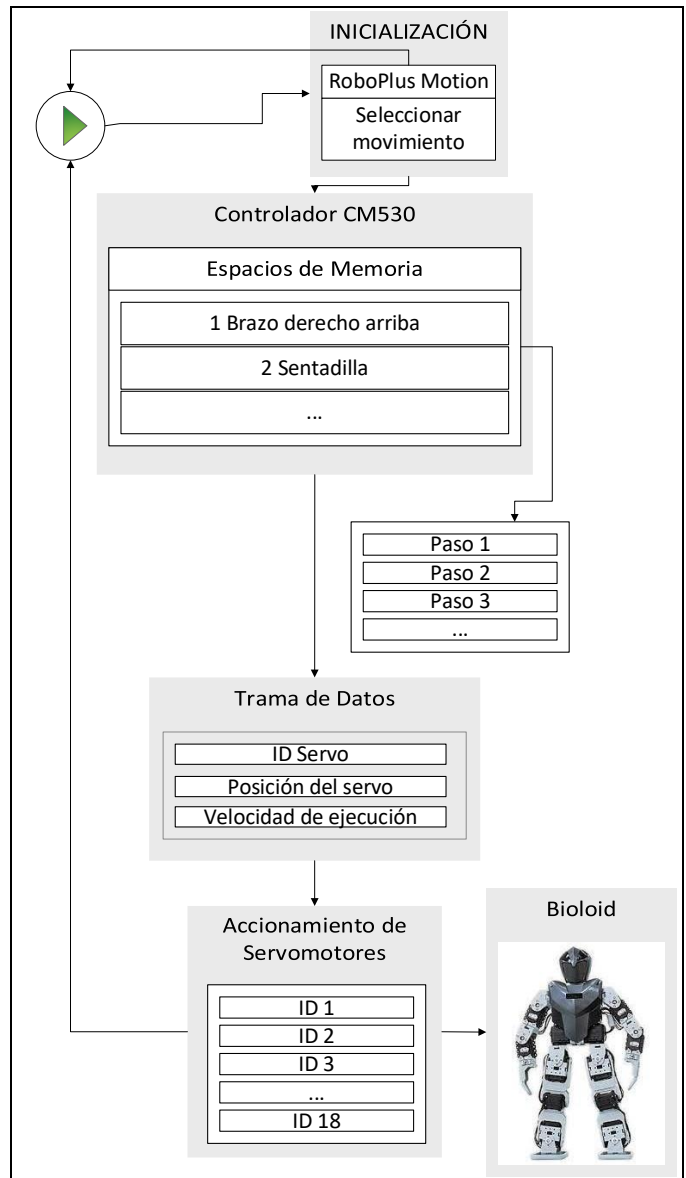 INICIALIZACIÓN
RoboPlus Motion
Seleccionar
movimiento
Controlador CM530
Espacios de Memoria
1 Brazo derecho arriba
2 Sentadilla
...
Paso 1
Paso 2
Paso 3
...
Trama de Datos
ID Servo
Posición del servo
Velocidad de ejecución
Accionamiento de
Servomotores
ID 1
ID 2
ID 3
...
ID 18
Bioloid